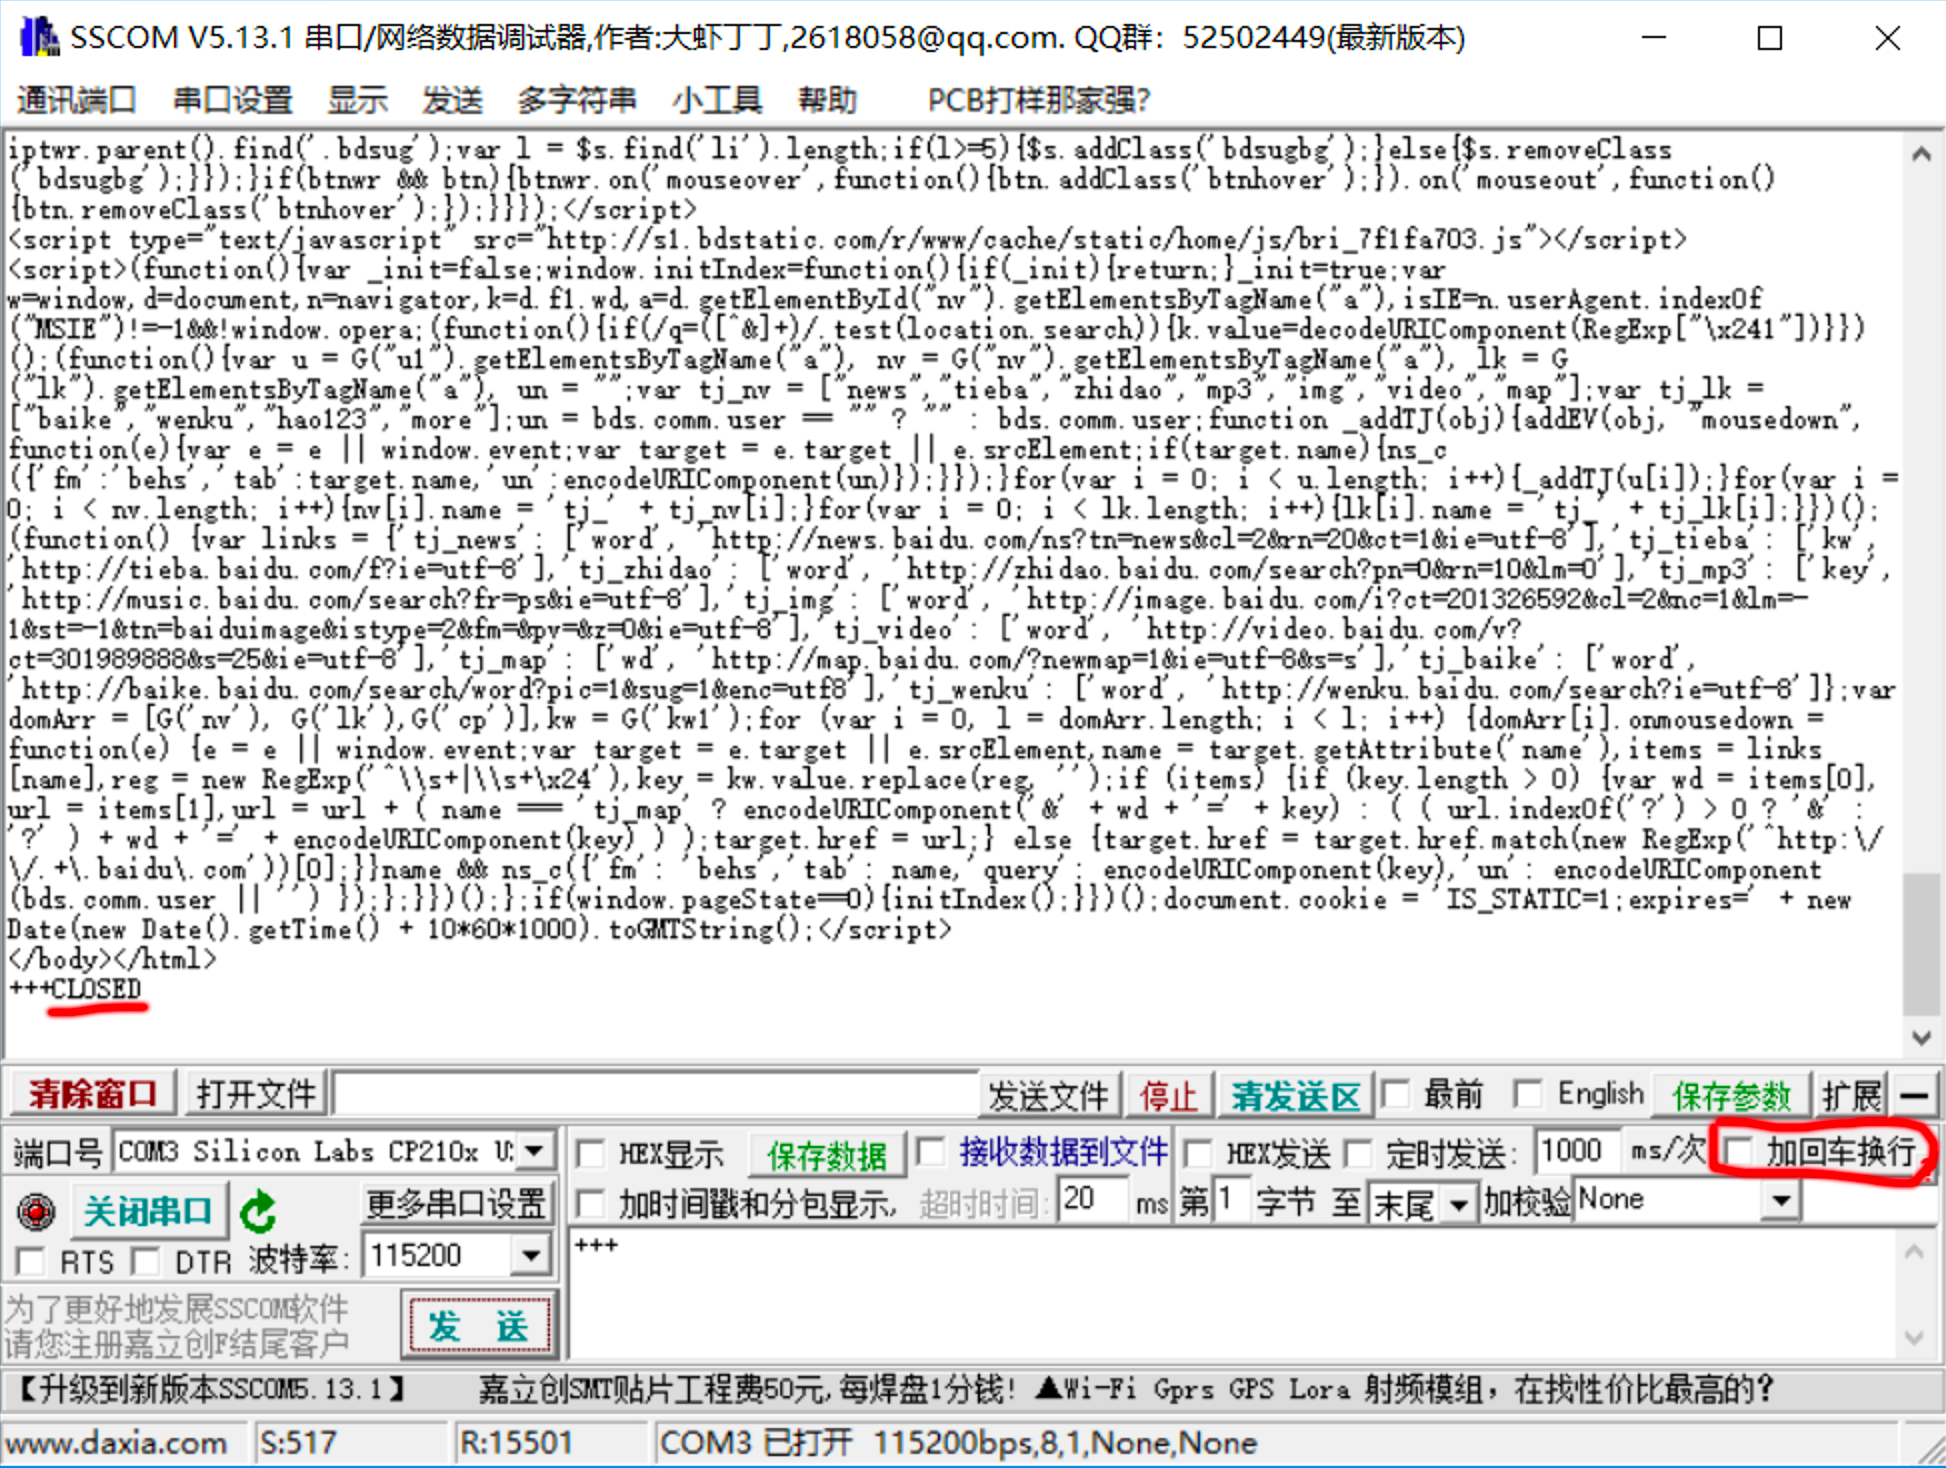 SSCOM V5.13.1 串口/网络数据调试器,作者:大虾丁丁,2618058@qq.com. QQ群：52502449(最新版本)
通讯端口 串口设置 显示 发送 多字符串 小工具 帮助 PCB打样那家强?
iptwr.parent().find('.bdsug');var l = $s.find('li').length;if(l>=5){$s.addClass('bdsugbg');}else{$s.removeClass
('bdsugbg');}});}if(btnwr && btn){btnwr.on('mouseover',function(){btn.addClass('btnhover');}).on('mouseout',function()
{btn.removeClass('btnhover');});}}});</script>
<script type="text/javascript" src="http://s1.bdstatic.com/r/www/cache/static/home/js/bri_7f1fa703.js"></script>
<script>(function(){var _init=false;window.initIndex=function(){if(_init){return;}_init=true;var
w=window,d=document,n=navigator,k=d.f1.wd,a=d.getElementById("nv").getElementsByTagName("a"),isIE=n.userAgent.indexOf
("MSIE")!=-1&&!window.opera;(function(){if(/q=([^&]+)/.test(location.search)){k.value=decodeURIComponent(RegExp["\x241"])}})
();(function(){var u = G("u1").getElementsByTagName("a"), nv = G("nv").getElementsByTagName("a"), lk = G
("lk").getElementsByTagName("a"), un = "";var tj_nv = ["news","tieba","zhidao","mp3","img","video","map"];var tj_lk =
["baike","wenku","hao123","more"];un = bds.comm.user == "" ? "" : bds.comm.user;function _addTJ(obj){addEV(obj, "mousedown",
function(e){var e = e || window.event;var target = e.target || e.srcElement;if(target.name){ns_c
({'fm':'behs','tab':target.name,'un':encodeURIComponent(un)});}});}for(var i = 0; i < u.length; i++){_addTJ(u[i]);}for(var i =
0; i < nv.length; i++){nv[i].name = 'tj_' + tj_nv[i];}for(var i = 0; i < lk.length; i++){lk[i].name = 'tj_' + tj_lk[i];}})();
(function() {var links = {'tj_news': ['word', 'http://news.baidu.com/ns?tn=news&cl=2&rn=20&ct=1&ie=utf-8'],'tj_tieba': ['kw',
'http://tieba.baidu.com/f?ie=utf-8'],'tj_zhidao': ['word', 'http://zhidao.baidu.com/search?pn=0&rn=10&lm=0'],'tj_mp3': ['key',
'http://music.baidu.com/search?fr=ps&ie=utf-8'],'tj_img': ['word', 'http://image.baidu.com/i?ct=201326592&cl=2&nc=1&lm=-
1&st=-1&tn=baiduimage&istype=2&fm=&pv=&z=0&ie=utf-8'],'tj_video': ['word', 'http://video.baidu.com/v?
ct=301989888&s=25&ie=utf-8'],'tj_map': ['wd', 'http://map.baidu.com/?newmap=1&ie=utf-8&s=s'],'tj_baike': ['word',
'http://baike.baidu.com/search/word?pic=1&sug=1&enc=utf8'],'tj_wenku': ['word', 'http://wenku.baidu.com/search?ie=utf-8']};var
domArr = [G('nv'), G('lk'),G('cp')],kw = G('kw1');for (var i = 0, l = domArr.length; i < l; i++) {domArr[i].onmousedown =
function(e) {e = e || window.event;var target = e.target || e.srcElement,name = target.getAttribute('name'),items = links
[name],reg = new RegExp('^\\s+|\\s+\x24'),key = kw.value.replace(reg, '');if (items) {if (key.length > 0) {var wd = items[0],
url = items[1],url = url + ( name === 'tj_map' ? encodeURIComponent('&' + wd + '=' + key) : ( ( url.indexOf('?') > 0 ? '&' :
'?' ) + wd + '=' + encodeURIComponent(key) ) );target.href = url;} else {target.href = target.href.match(new RegExp('^http:\/
\/.+\.baidu\.com'))[0];}}name && ns_c({'fm': 'behs','tab': name,'query': encodeURIComponent(key),'un': encodeURIComponent
(bds.comm.user || '') });};}})();};if(window.pageState==0){initIndex();}})();document.cookie = 'IS_STATIC=1;expires=' + new
Date(new Date().getTime() + 10*60*1000).toGMTString();</script>
</body></html>
+++CLOSED
清除窗口 打开文件 发送文件 停止 清发送区 最前 English 保存参数 扩展 —
端口号 COM3 Silicon Labs CP210x U HEX显示 保存数据 接收数据到文件 HEX发送 定时发送: 1000 ms/次 加回车换行
关闭串口 更多串口设置 加时间戳和分包显示, 超时时间: 20 ms 第 1 字节 至 末尾 加校验 None
RTS DTR 波特率: 115200 +++
为了更好地发展SSCOM软件
请您注册嘉立创F结尾客户
发 送
【升级到新版本SSCOM5.13.1】 嘉立创SMT贴片工程费50元,每焊盘1分钱! ▲Wi-Fi Gprs GPS Lora 射频模组，在找性价比最高的?
www.daxia.com S:517 R:15501 COM3 已打开 115200bps,8,1,None,None